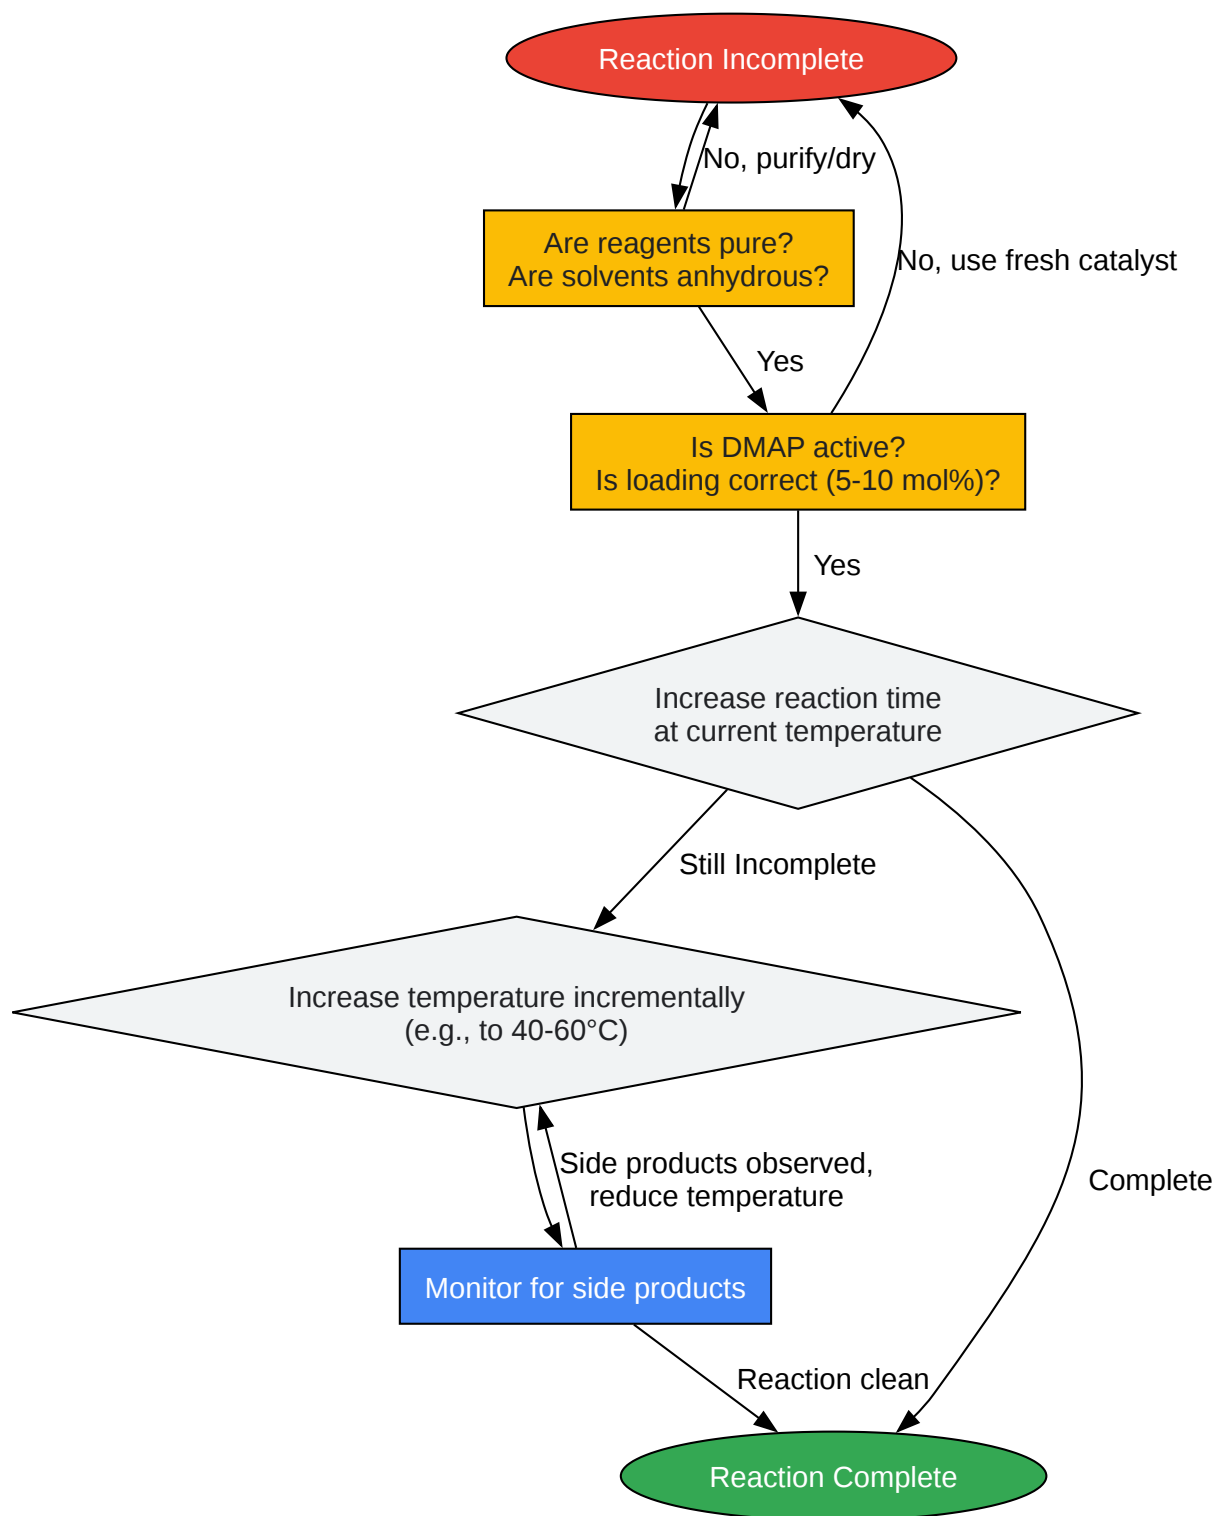 Reaction Incomplete
No, purify/dry
Are reagents pure?
Are solvents anhydrous?
No, use fresh catalyst
Yes
Is DMAP active?
Is loading correct (5-10 mol%)?
Yes
Increase reaction time
at current temperature
Still Incomplete
Increase temperature incrementally
(e.g., to 40-60°C)
Side products observed,
reduce temperature
Complete
Monitor for side products
Reaction clean
Reaction Complete